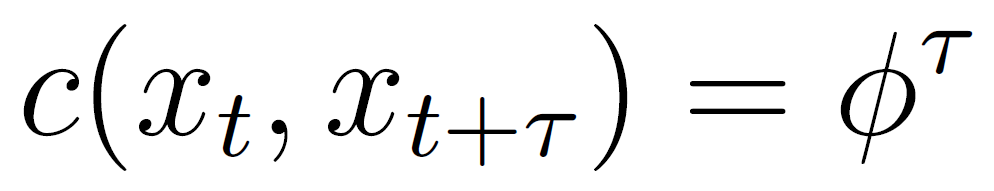 c(x_t, x_{t+τ}) = ϕ^τ